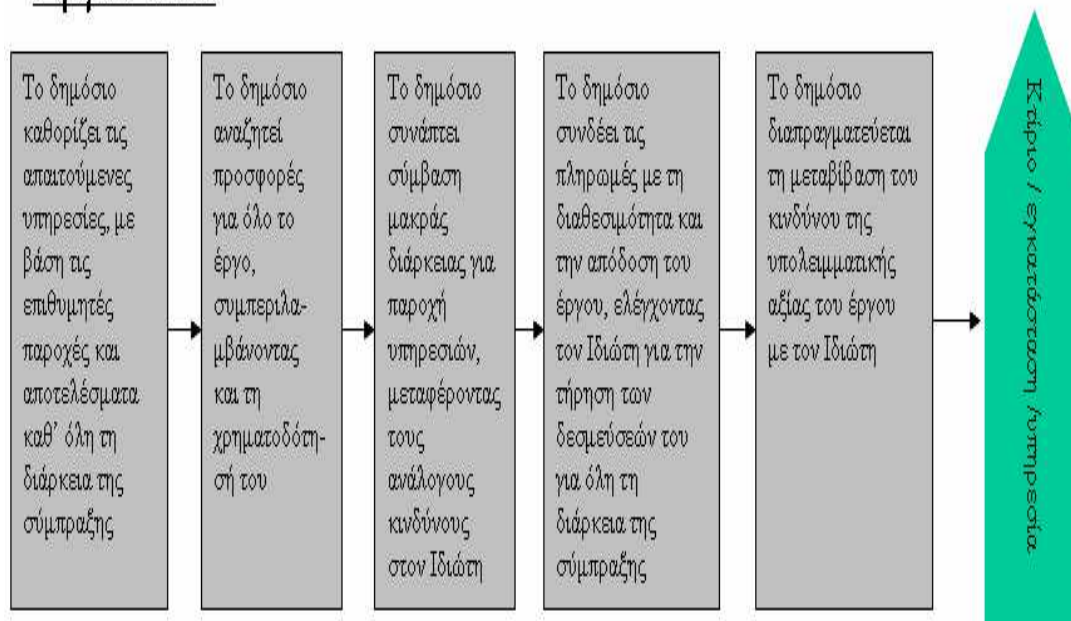 Το δημόσιο
καθορίζει τις
απαιτούμενες
υπηρεσίες, με
βάση τις
επιθυμητές
παροχές και
αποτελέσματα
καθ' όλη τη
διάρκεια της
σύμπραξης
Το δημόσιο
αναζητεί
προσφορές
για όλο το
έργο,
συμπεριλα-
μβάνοντας
και τη
χρηματοδότη-
σή του
Το δημόσιο
συνάπτει
σύμβαση
μακράς
διάρκειας για
παροχή
υπηρεσιών,
μεταφέροντας
τους
ανάλογους
κινδύνους
στον Ιδιώτη
Το δημόσιο
συνδέει τις
πληρωμές με τη
διαθεσιμότητα και
την απόδοση του
έργου, ελέγχοντας
τον Ιδιώτη για την
τήρηση των
δεσμεύσεών του
για όλη τη
διάρκεια της
σύμπραξης
Το δημόσιο
διαπραγματεύεται
τη μεταβίβαση του
κινδύνου της
υπολειμματικής
αξίας του έργου
με τον Ιδιώτη
Κτίριο / εγκατάσταση /υπηρεσία